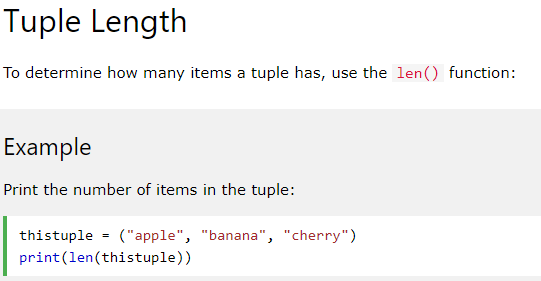 Tuple Length
To determine how many items a tuple has, use the len() function:
Example
Print the number of items in the tuple:
thistuple = ("apple", "banana", "cherry")
print(len(thistuple))